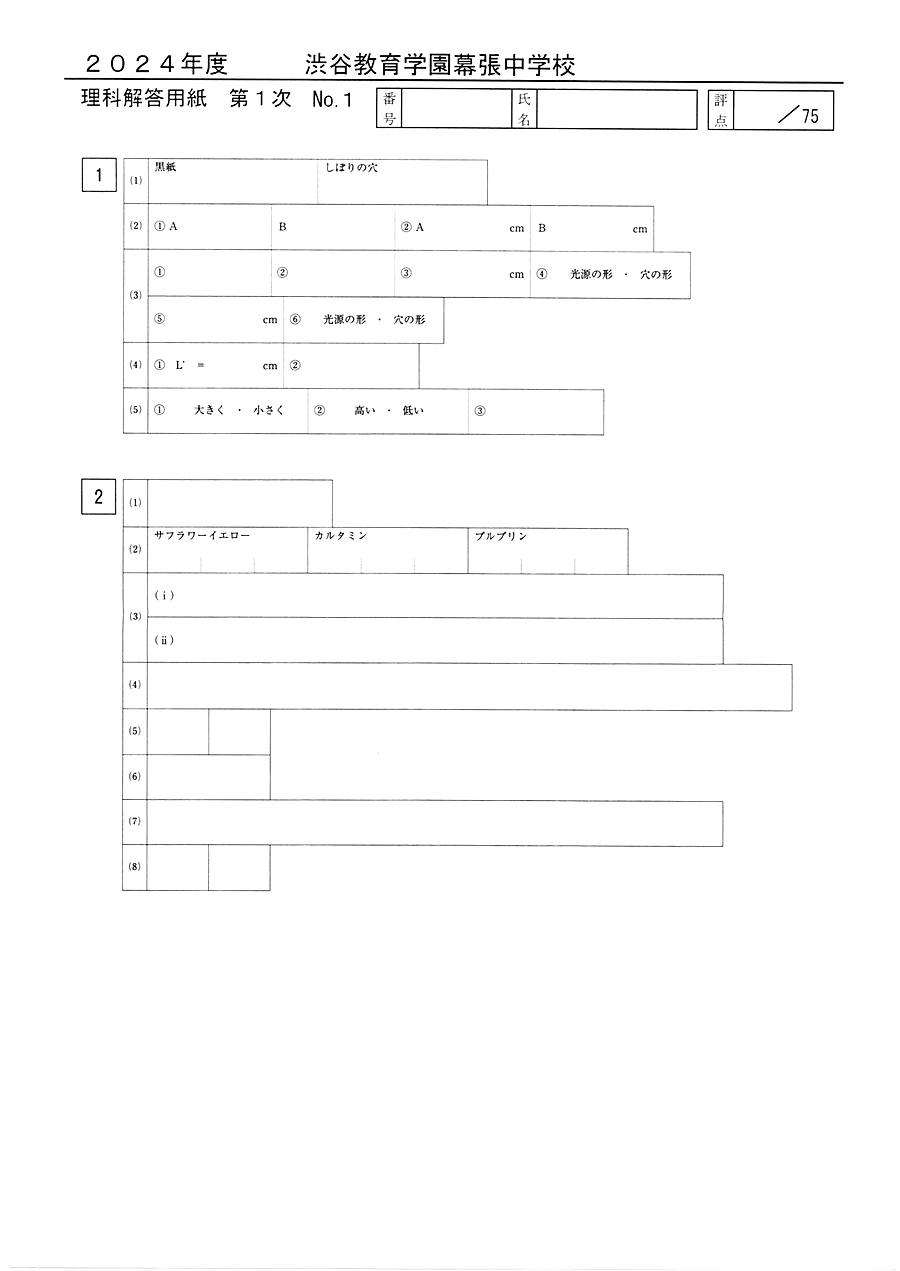 2024年度 渋谷教育学園幕張中学校
理科解答用紙 第1次 No.1 番号 氏名 評点 /75
1
(1) 黒紙 しぼりの穴
(2) ①A B ②A cm B cm
(3) ① ② ③ cm ④ 光源の形 ・ 穴の形
⑤ cm ⑥ 光源の形 ・ 穴の形
(4) ① L' = cm ②
(5) ① 大きく ・ 小さく ② 高い ・ 低い ③
2
(1)
(2) サフラワーイエロー カルタミン プルプリン
(3) (i)
(ii)
(4)
(5)
(6)
(7)
(8)